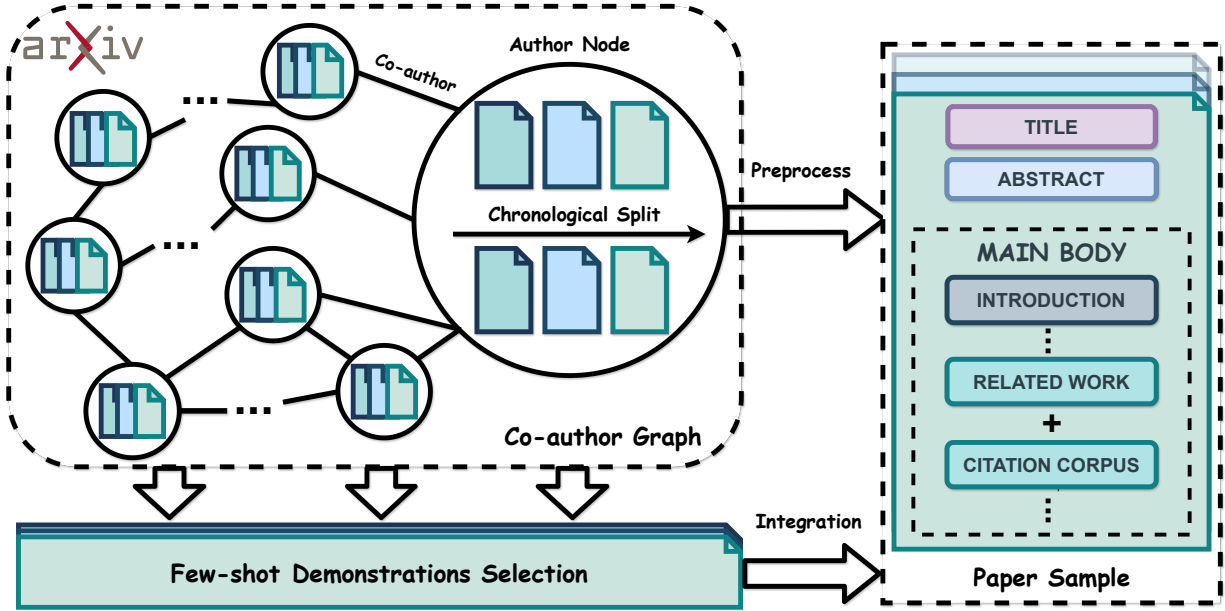 arXiv
Author Node
Co-author
Chronological Split
Co-author Graph
Preprocess
Few-shot Demonstrations Selection
Integration
TITLE
ABSTRACT
MAIN BODY
INTRODUCTION
RELATED WORK
+
CITATION CORPUS
Paper Sample